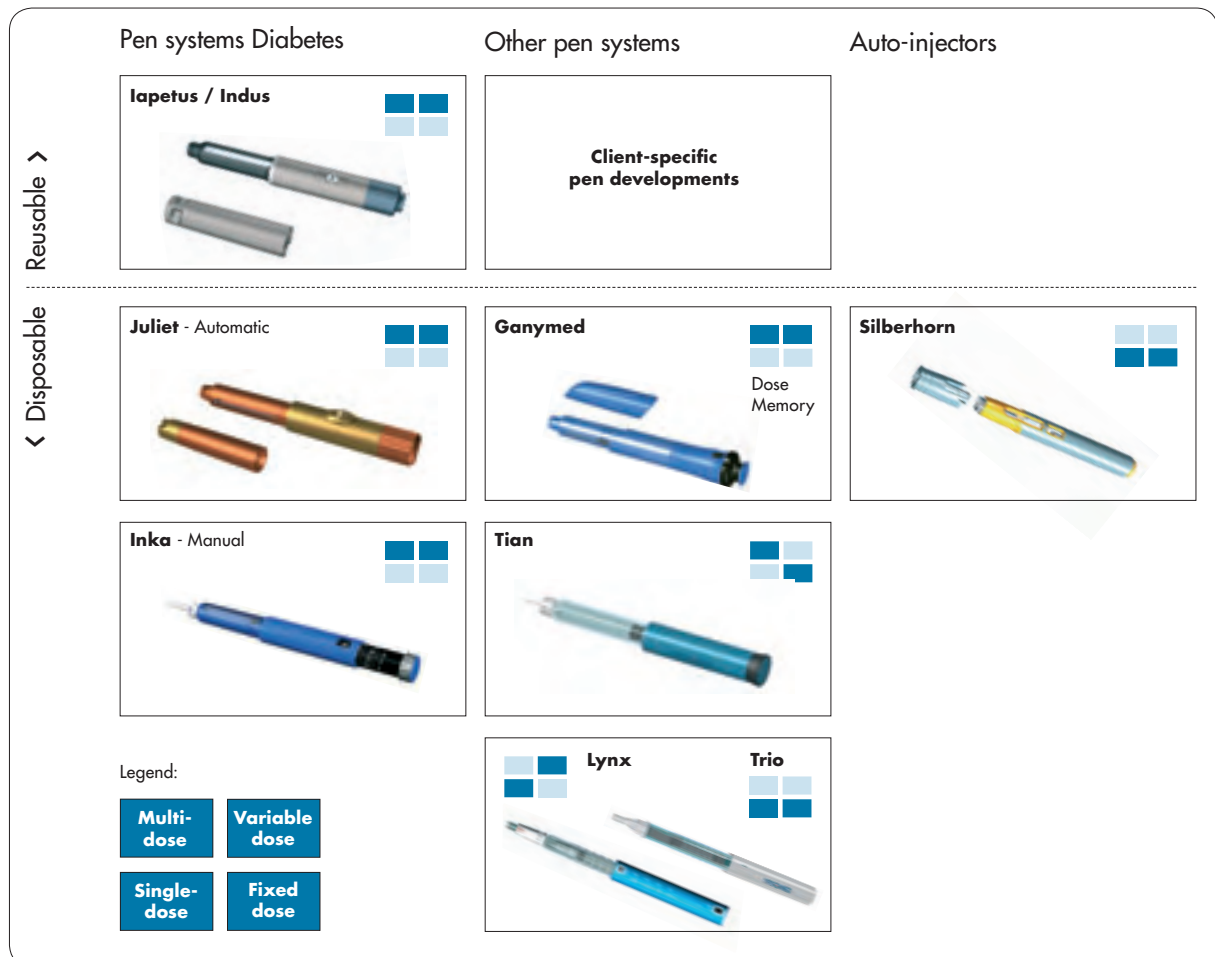 Pen systems Diabetes
Other pen systems
Auto-injectors
Reusable >
< Disposable
Iapetus / Indus
Client-specific
pen developments
Juliet - Automatic
Ganymed
Dose
Memory
Silberhorn
Inka - Manual
Tian
Lynx
Trio
Legend:
Multi-
dose
Variable
dose
Single-
dose
Fixed
dose